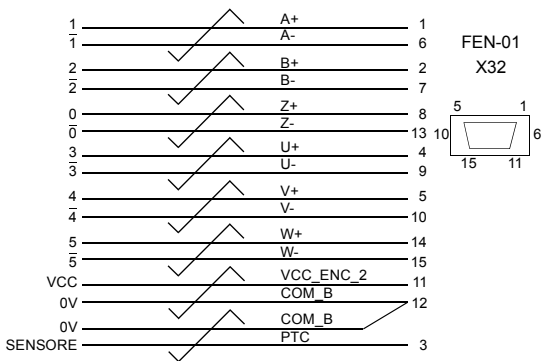 1 A+ 1
1̅ A- 6
2 B+ 2
2̅ B- 7
0 Z+ 8
0̅ Z- 13
3 U+ 4
3̅ U- 9
4 V+ 5
4̅ V- 10
5 W+ 14
5̅ W- 15
VCC VCC_ENC_2 11
0V COM_B 12
0V COM_B
SENSORE PTC 3
FEN-01
X32
5 1
10 6
15 11